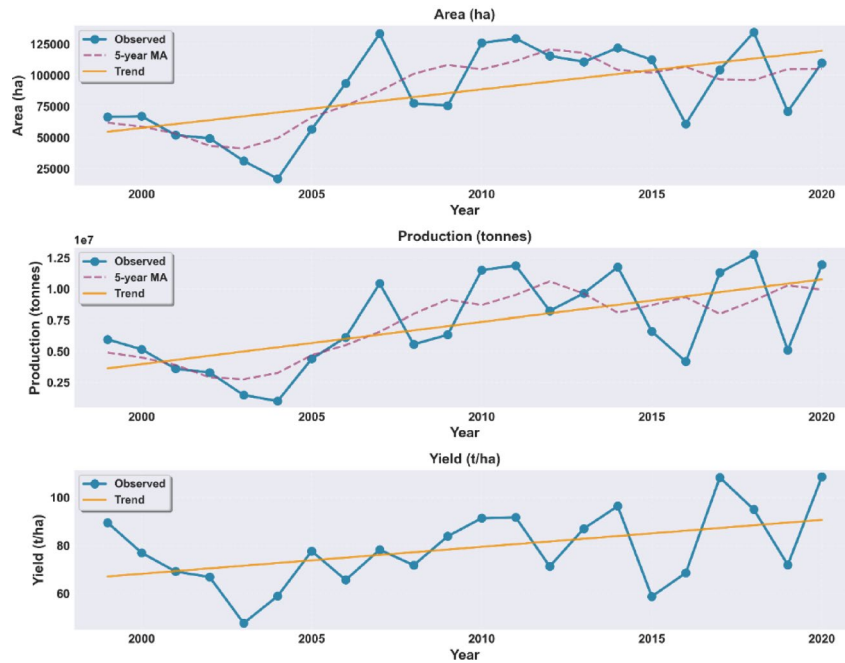 Area (ha)
Observed
5-year MA
Trend
125000
100000
75000
50000
25000
Area (ha)
2000
2005
2010
2015
2020
Year
1e7
Production (tonnes)
Observed
5-year MA
Trend
1.25
1.00
0.75
0.50
0.25
Production (tonnes)
2000
2005
2010
2015
2020
Year
Yield (t/ha)
Observed
Trend
100
80
60
Yield (t/ha)
2000
2005
2010
2015
2020
Year